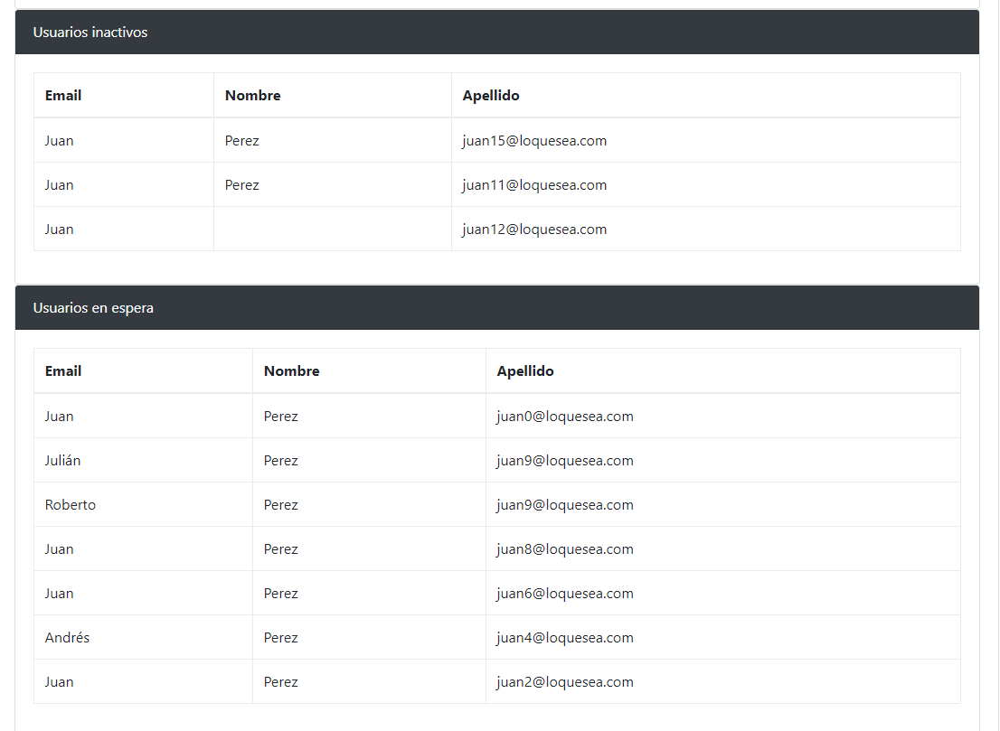 Usuarios inactivos
Email Nombre Apellido
Juan Perez juan15@loquesea.com
Juan Perez juan11@loquesea.com
Juan juan12@loquesea.com
Usuarios en espera
Email Nombre Apellido
Juan Perez juan0@loquesea.com
Julián Perez juan9@loquesea.com
Roberto Perez juan9@loquesea.com
Juan Perez juan8@loquesea.com
Juan Perez juan6@loquesea.com
Andrés Perez juan4@loquesea.com
Juan Perez juan2@loquesea.com